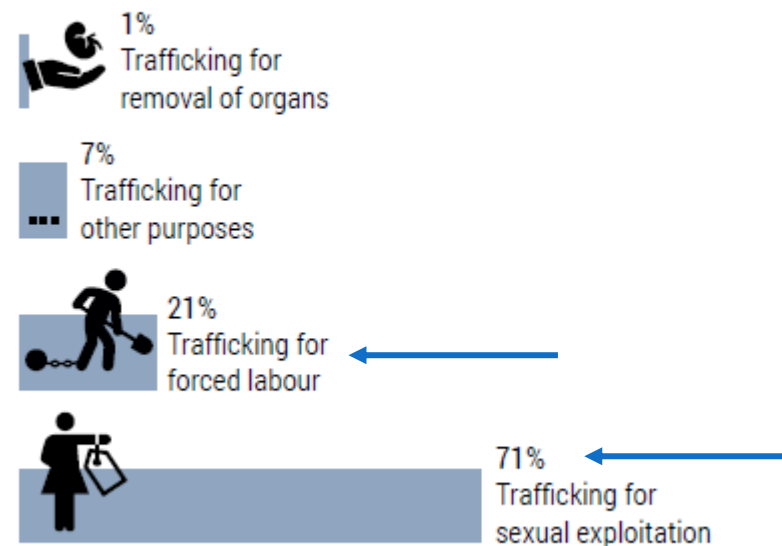 1%
Trafficking for
removal of organs
7%
Trafficking for
other purposes
21%
Trafficking for
forced labour
71%
Trafficking for
sexual exploitation